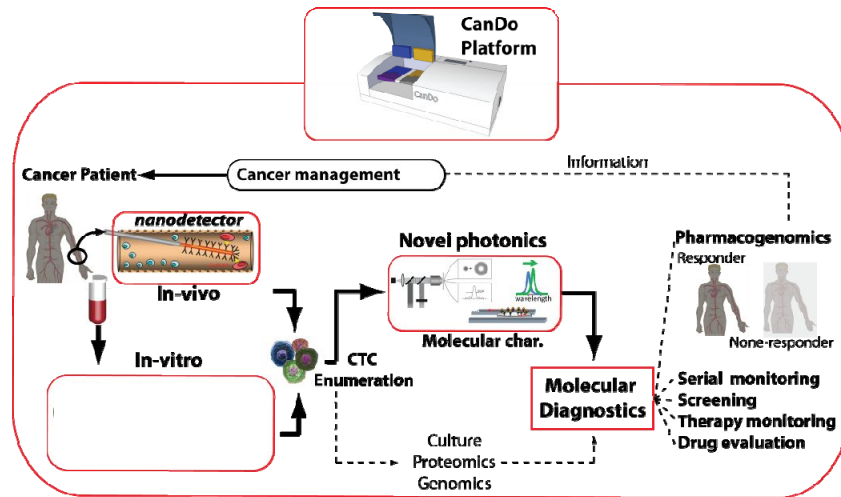 CanDo
Platform
CanDo
Information
Cancer Patient
Cancer management
nanodetector
In-vivo
Novel photonics
wavelength
Molecular char.
Pharmacogenomics
Responder
None-responder
In-vitro
CTC
Enumeration
Molecular
Diagnostics
Serial monitoring
Screening
Therapy monitoring
Drug evaluation
Culture
Proteomics
Genomics